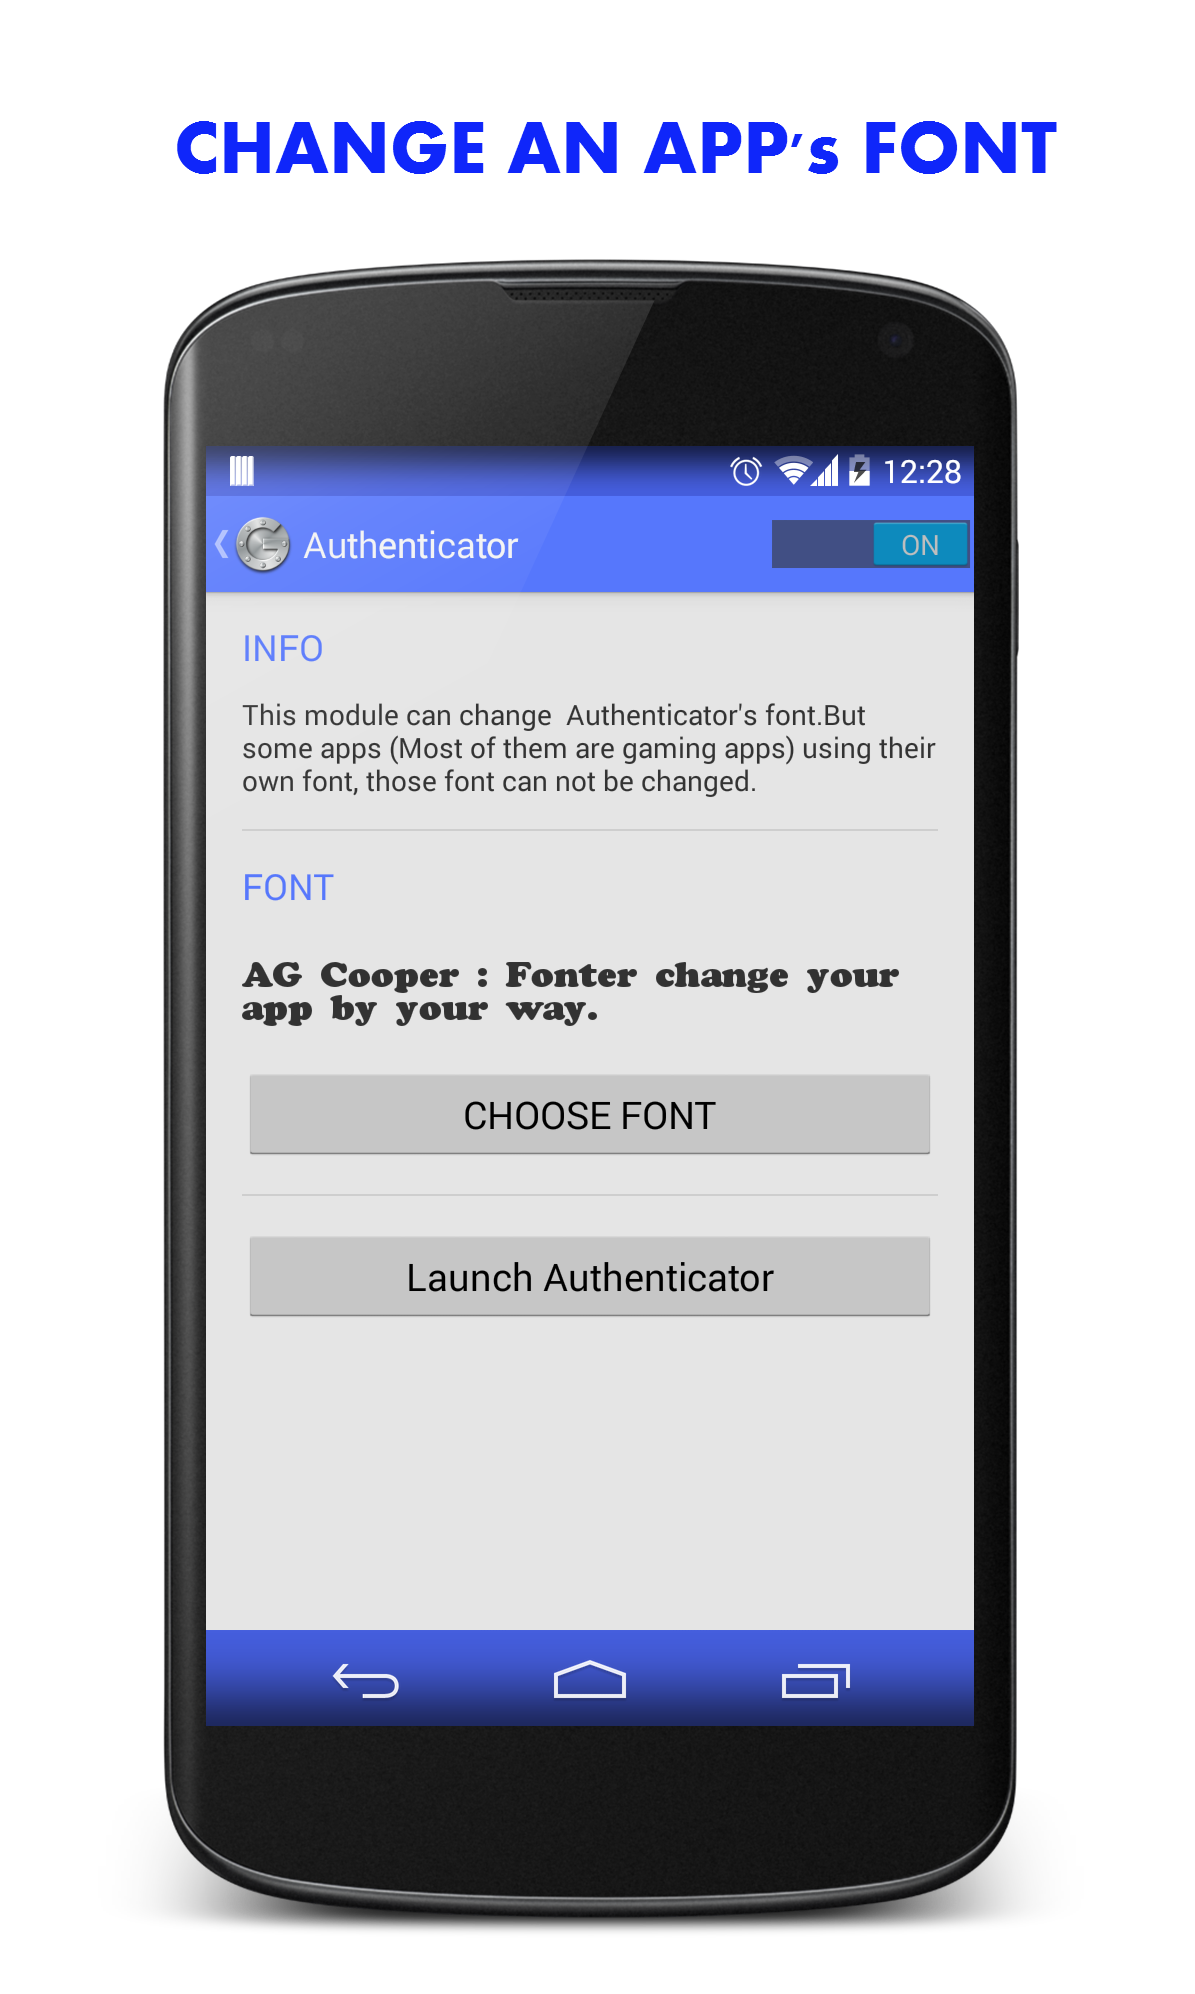 CHANGE AN APP's FONT
12:28
Authenticator
ON
INFO
This module can change  Authenticator's font.But
some apps (Most of them are gaming apps) using their
own font, those font can not be changed.
FONT
AG Cooper : Fonter change your
app by your way.
CHOOSE FONT
Launch Authenticator